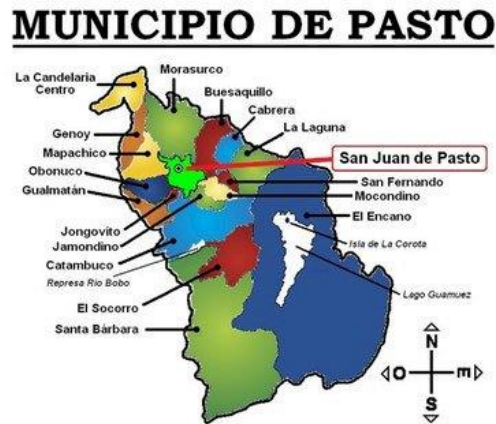 MUNICIPIO DE PASTO
La Candelaria
Centro
Morasurco
Buesaquillo
Cabrera
La Laguna
Genoy
Mapachico
Obonuco
Gualmatán
San Juan de Pasto
San Fernando
Mocondino
El Encano
Isla de La Corota
Jongovito
Jamondino
Catambuco
Represa Rio Bobo
Lago Guamuez
El Socorro
Santa Bárbara
N
O
E
S